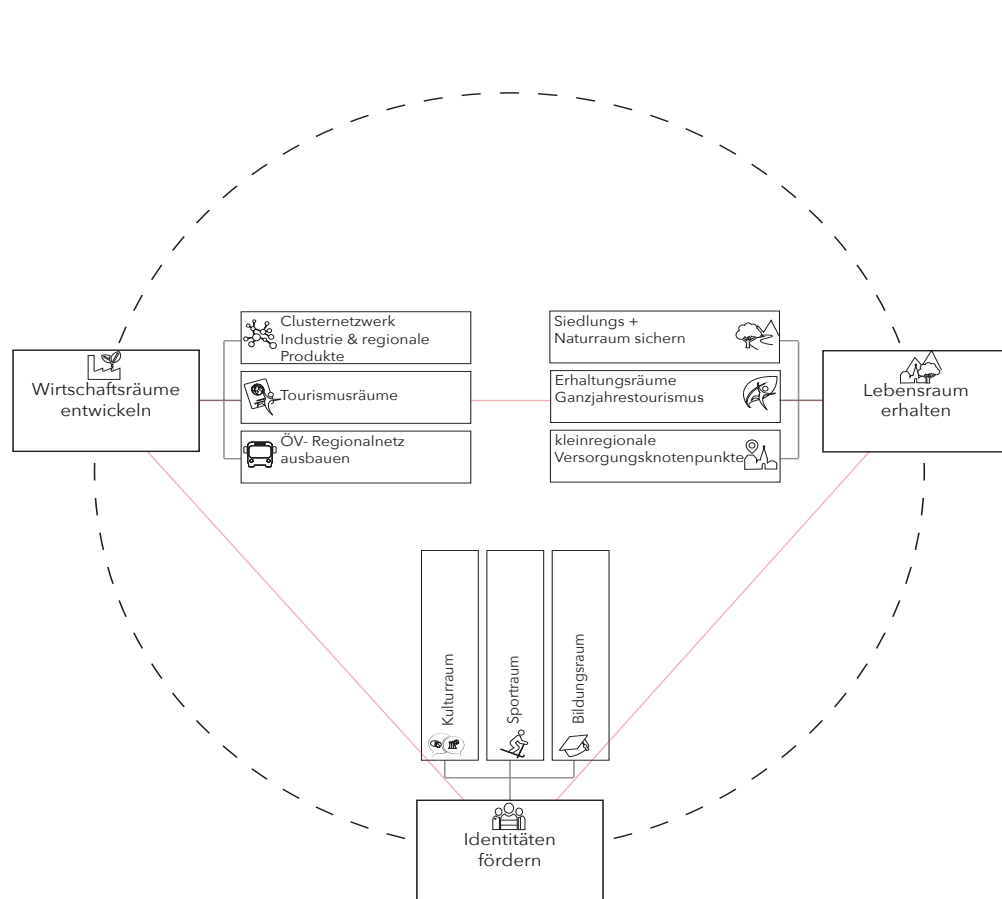 Clusternetzwerk
Industrie & regionale
Produkte
Siedlungs +
Naturraum sichern
Wirtschaftsräume
entwickeln
Tourismusräume
Erhaltungsräume
Ganzjahrestourismus
Lebensraum
erhalten
ÖV- Regionalnetz
ausbauen
kleinregionale
Versorgungsknotenpunkte
Kulturraum
Sportraum
Bildungsraum
Identitäten
fördern